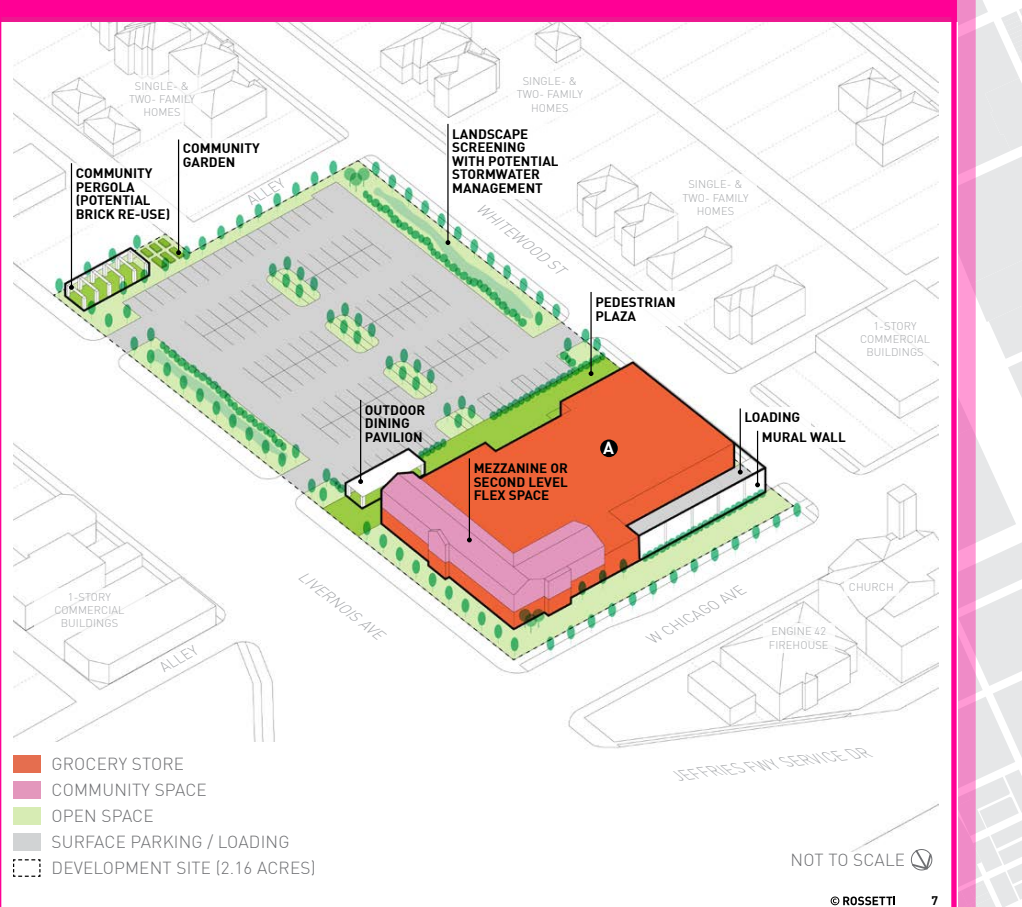 SINGLE- &
TWO- FAMILY
HOMES
SINGLE- &
TWO- FAMILY
HOMES
COMMUNITY
GARDEN
LANDSCAPE
SCREENING
WITH POTENTIAL
STORMWATER
MANAGEMENT
COMMUNITY
PERGOLA
(POTENTIAL
BRICK RE-USE)
ALLEY
WHITEWOOD ST
SINGLE- &
TWO- FAMILY
HOMES
PEDESTRIAN
PLAZA
1-STORY
COMMERCIAL
BUILDINGS
OUTDOOR
DINING
PAVILION
LOADING
MURAL WALL
A
MEZZANINE OR
SECOND LEVEL
FLEX SPACE
LIVERNOIS AVE
W CHICAGO AVE
CHURCH
1-STORY
COMMERCIAL
BUILDINGS
ENGINE 42
FIREHOUSE
ALLEY
JEFFRIES FWY SERVICE DR
GROCERY STORE
COMMUNITY SPACE
OPEN SPACE
SURFACE PARKING / LOADING
DEVELOPMENT SITE (2.16 ACRES)
NOT TO SCALE
© ROSSETTI 7